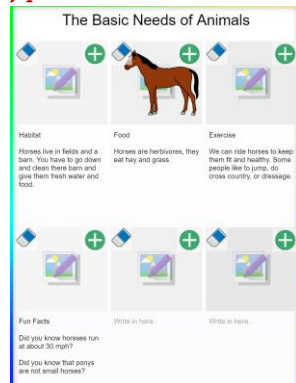 The Basic Needs of Animals
Habitat
Horses live in fields and a
barn. You have to go down
and clean there barn and
give them fresh water and
food.
Food
Horses are herbivores, they
eat hay and grass.
Exercise
We can ride horses to keep
them fit and healthy. Some
people like to jump, do
cross country, or dressage.
Fun Facts
Did you know horses run
at about 30 mph?
Did you know that ponys
are not small horses?
Write in here..
Write in here..